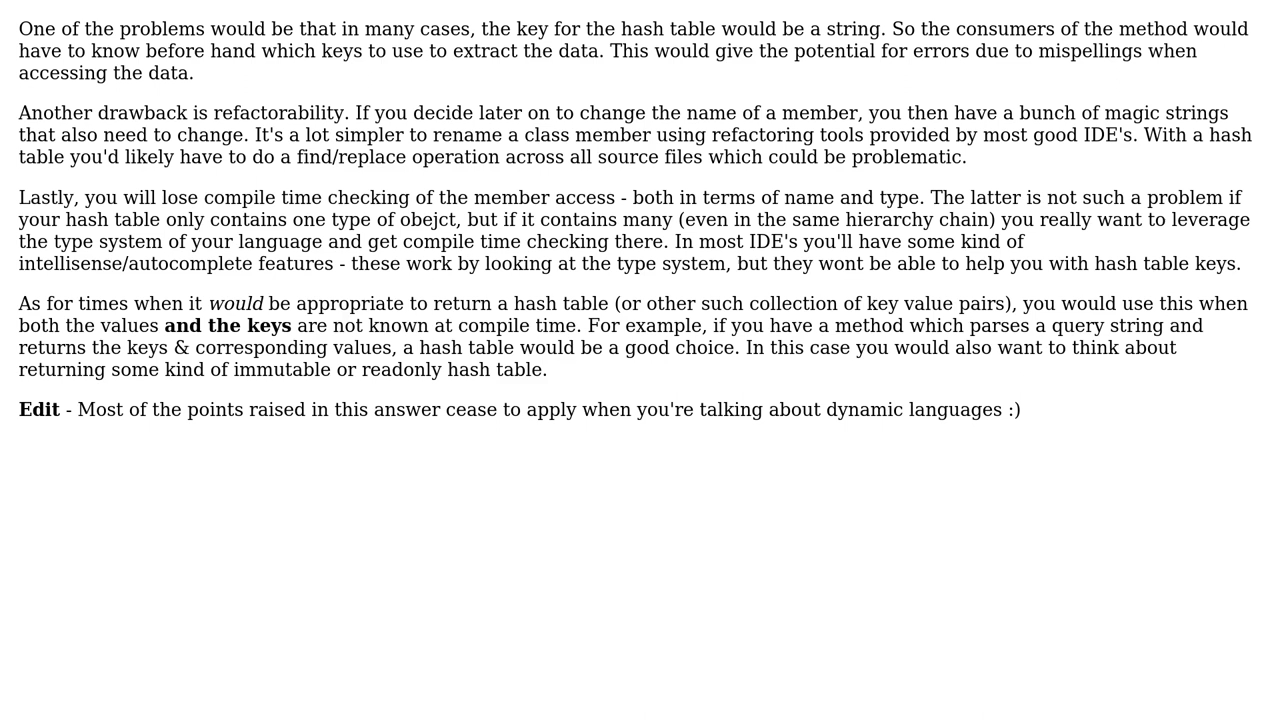 One of the problems would be that in many cases, the key for the hash table would be a string. So the consumers of the method would
have to know before hand which keys to use to extract the data. This would give the potential for errors due to mispellings when
accessing the data.
Another drawback is refactorability. If you decide later on to change the name of a member, you then have a bunch of magic strings
that also need to change. It's a lot simpler to rename a class member using refactoring tools provided by most good IDE's. With a hash
table you'd likely have to do a find/replace operation across all source files which could be problematic.
Lastly, you will lose compile time checking of the member access - both in terms of name and type. The latter is not such a problem if
your hash table only contains one type of obejct, but if it contains many (even in the same hierarchy chain) you really want to leverage
the type system of your language and get compile time checking there. In most IDE's you'll have some kind of
intellisense/autocomplete features - these work by looking at the type system, but they wont be able to help you with hash table keys.
As for times when it would be appropriate to return a hash table (or other such collection of key value pairs), you would use this when
both the values and the keys are not known at compile time. For example, if you have a method which parses a query string and
returns the keys & corresponding values, a hash table would be a good choice. In this case you would also want to think about
returning some kind of immutable or readonly hash table.
Edit - Most of the points raised in this answer cease to apply when you're talking about dynamic languages :)